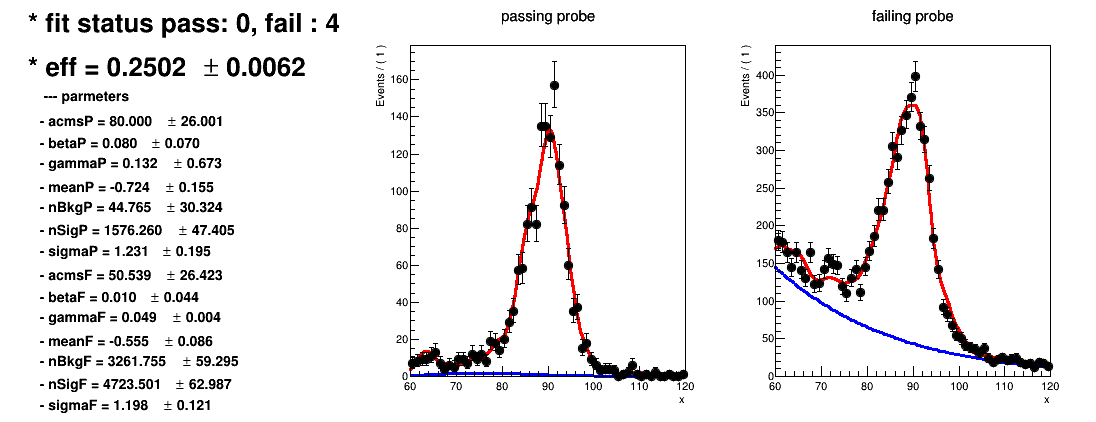 * fit status pass: 0, fail : 4
* eff = 0.2502 ± 0.0062
--- parmeters
- acmsP = 80.000 ± 26.001
- betaP = 0.080 ± 0.070
- gammaP = 0.132 ± 0.673
- meanP = -0.724 ± 0.155
- nBkgP = 44.765 ± 30.324
- nSigP = 1576.260 ± 47.405
- sigmaP = 1.231 ± 0.195
- acmsF = 50.539 ± 26.423
- betaF = 0.010 ± 0.044
- gammaF = 0.049 ± 0.004
- meanF = -0.555 ± 0.086
- nBkgF = 3261.755 ± 59.295
- nSigF = 4723.501 ± 62.987
- sigmaF = 1.198 ± 0.121
passing probe
Events / ( 1 )
160
140
120
100
80
60
40
20
0
60 70 80 90 100 110 120
x
failing probe
Events / ( 1 )
400
350
300
250
200
150
100
50
0
60 70 80 90 100 110 120
x